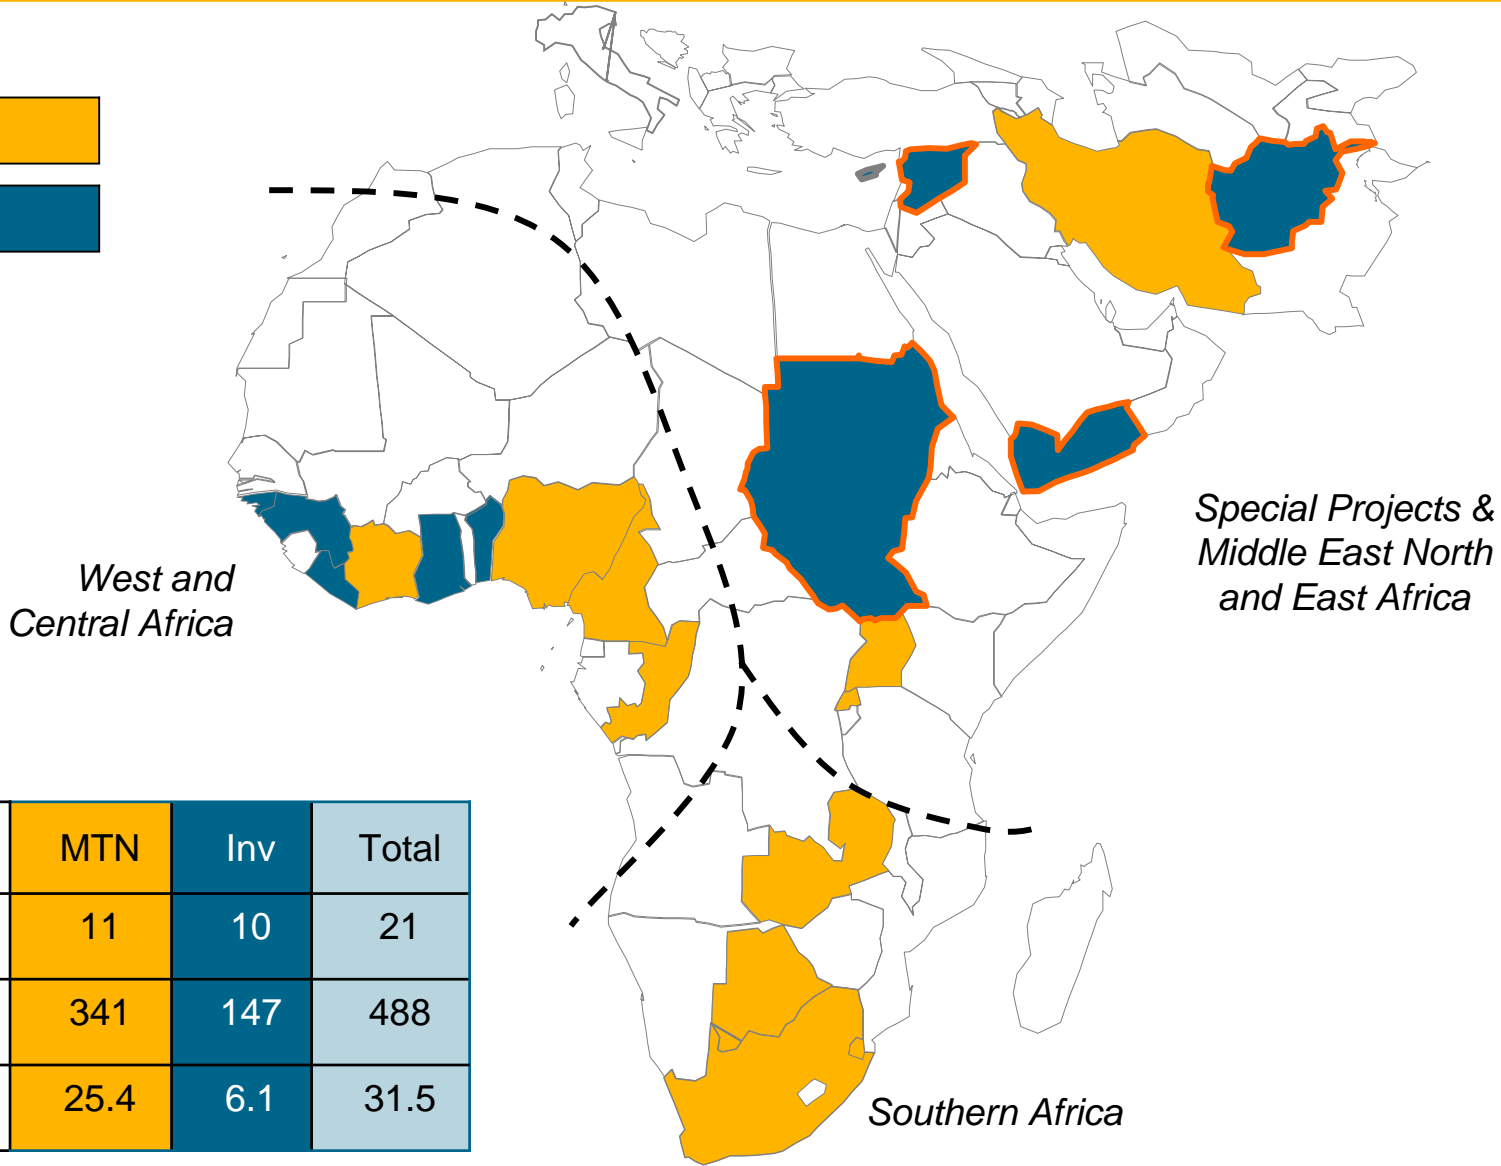 Special Projects &
Middle East North
and East Africa
West and
Central Africa
MTN Inv Total
11 10 21
341 147 488
25.4 6.1 31.5
Southern Africa